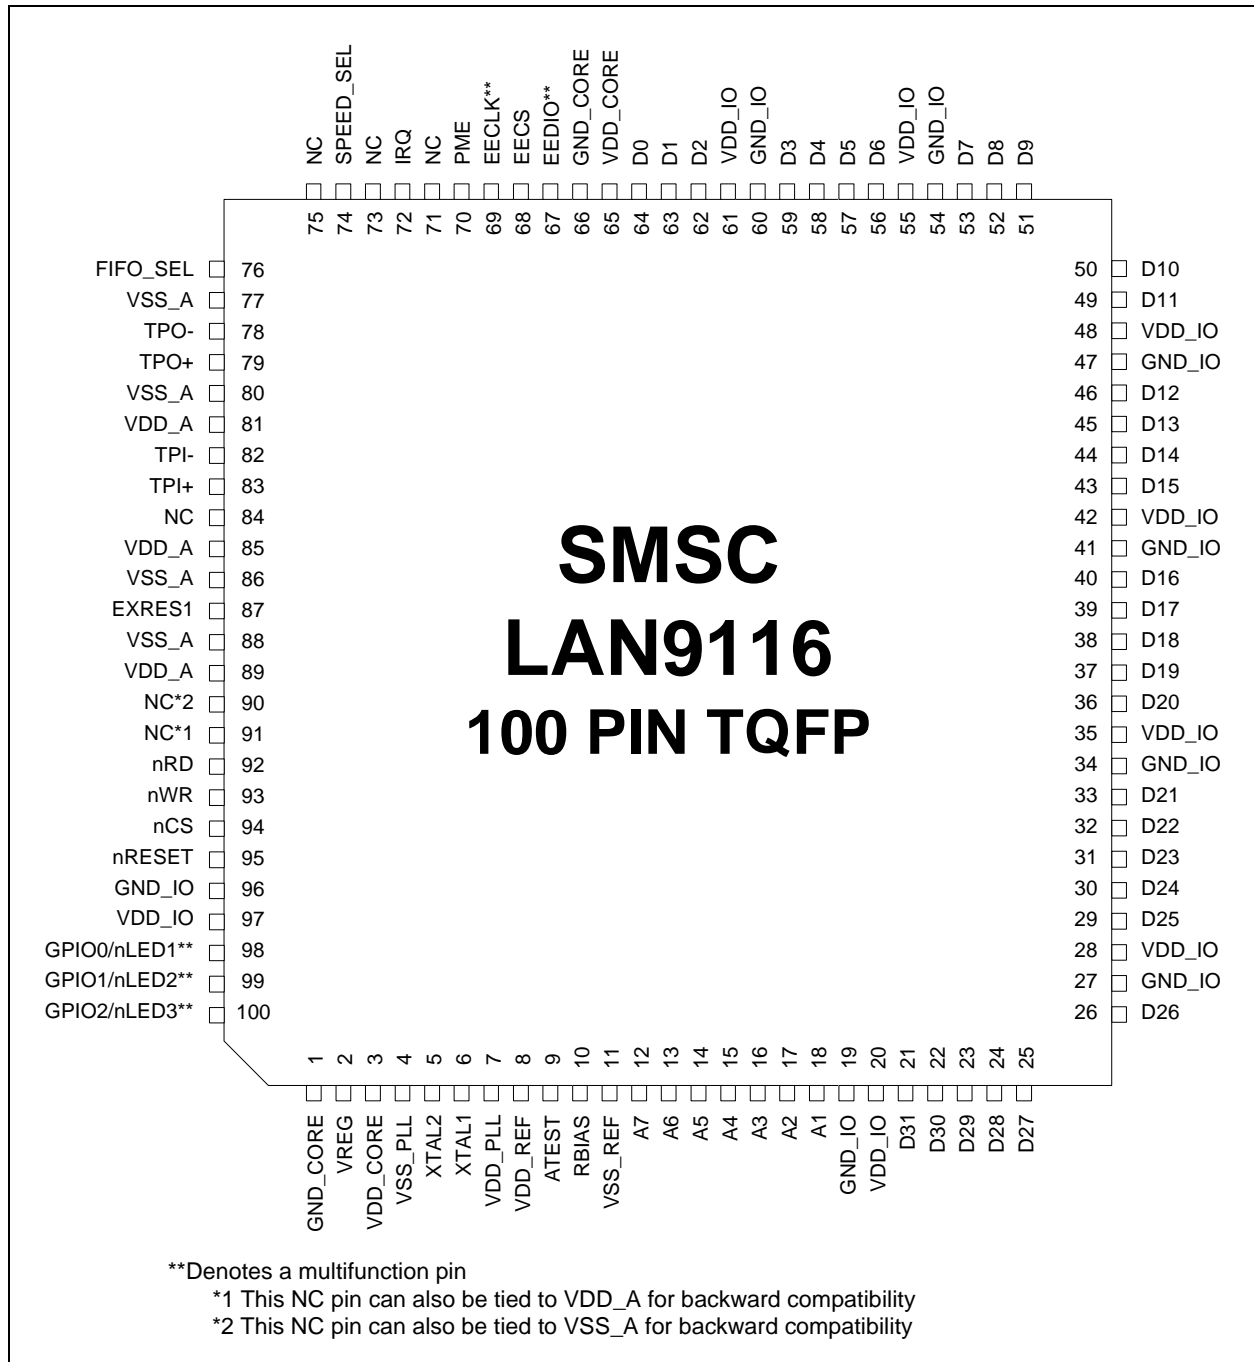 NC
SPEED_SEL
NC
IRQ
NC
PME
EECLK**
EECS
EEDIO**
GND_CORE
VDD_CORE
D0
D1
D2
VDD_IO
GND_IO
D3
D4
D5
D6
VDD_IO
GND_IO
D7
D8
D9
75
74
73
72
71
70
69
68
67
66
65
64
63
62
61
60
59
58
57
56
55
54
53
52
51
FIFO_SEL 76
VSS_A 77
TPO- 78
TPO+ 79
VSS_A 80
VDD_A 81
TPI- 82
TPI+ 83
NC 84
VDD_A 85
VSS_A 86
EXRES1 87
VSS_A 88
VDD_A 89
NC*2 90
NC*1 91
nRD 92
nWR 93
nCS 94
nRESET 95
GND_IO 96
VDD_IO 97
GPIO0/nLED1** 98
GPIO1/nLED2** 99
GPIO2/nLED3** 100
SMSC
LAN9116
100 PIN TQFP
50 D10
49 D11
48 VDD_IO
47 GND_IO
46 D12
45 D13
44 D14
43 D15
42 VDD_IO
41 GND_IO
40 D16
39 D17
38 D18
37 D19
36 D20
35 VDD_IO
34 GND_IO
33 D21
32 D22
31 D23
30 D24
29 D25
28 VDD_IO
27 GND_IO
26 D26
1
2
3
4
5
6
7
8
9
10
11
12
13
14
15
16
17
18
19
20
21
22
23
24
25
GND_CORE
VREG
VDD_CORE
VSS_PLL
XTAL2
XTAL1
VDD_PLL
VDD_REF
ATEST
RBIAS
VSS_REF
A7
A6
A5
A4
A3
A2
A1
GND_IO
VDD_IO
D31
D30
D29
D28
D27
**Denotes a multifunction pin
*1 This NC pin can also be tied to VDD_A for backward compatibility
*2 This NC pin can also be tied to VSS_A for backward compatibility